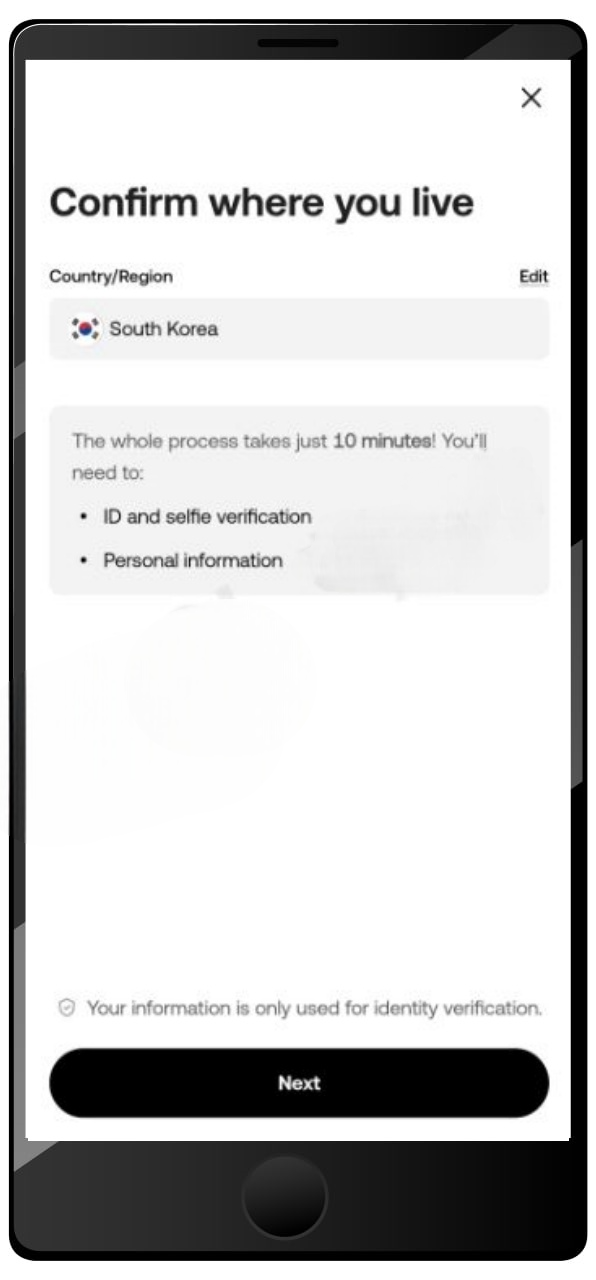 Confirm where you live
Country/Region
Edit
South Korea
The whole process takes just 10 minutes! You'll
need to:
• ID and selfie verification
• Personal information
Your information is only used for identity verification.
Next